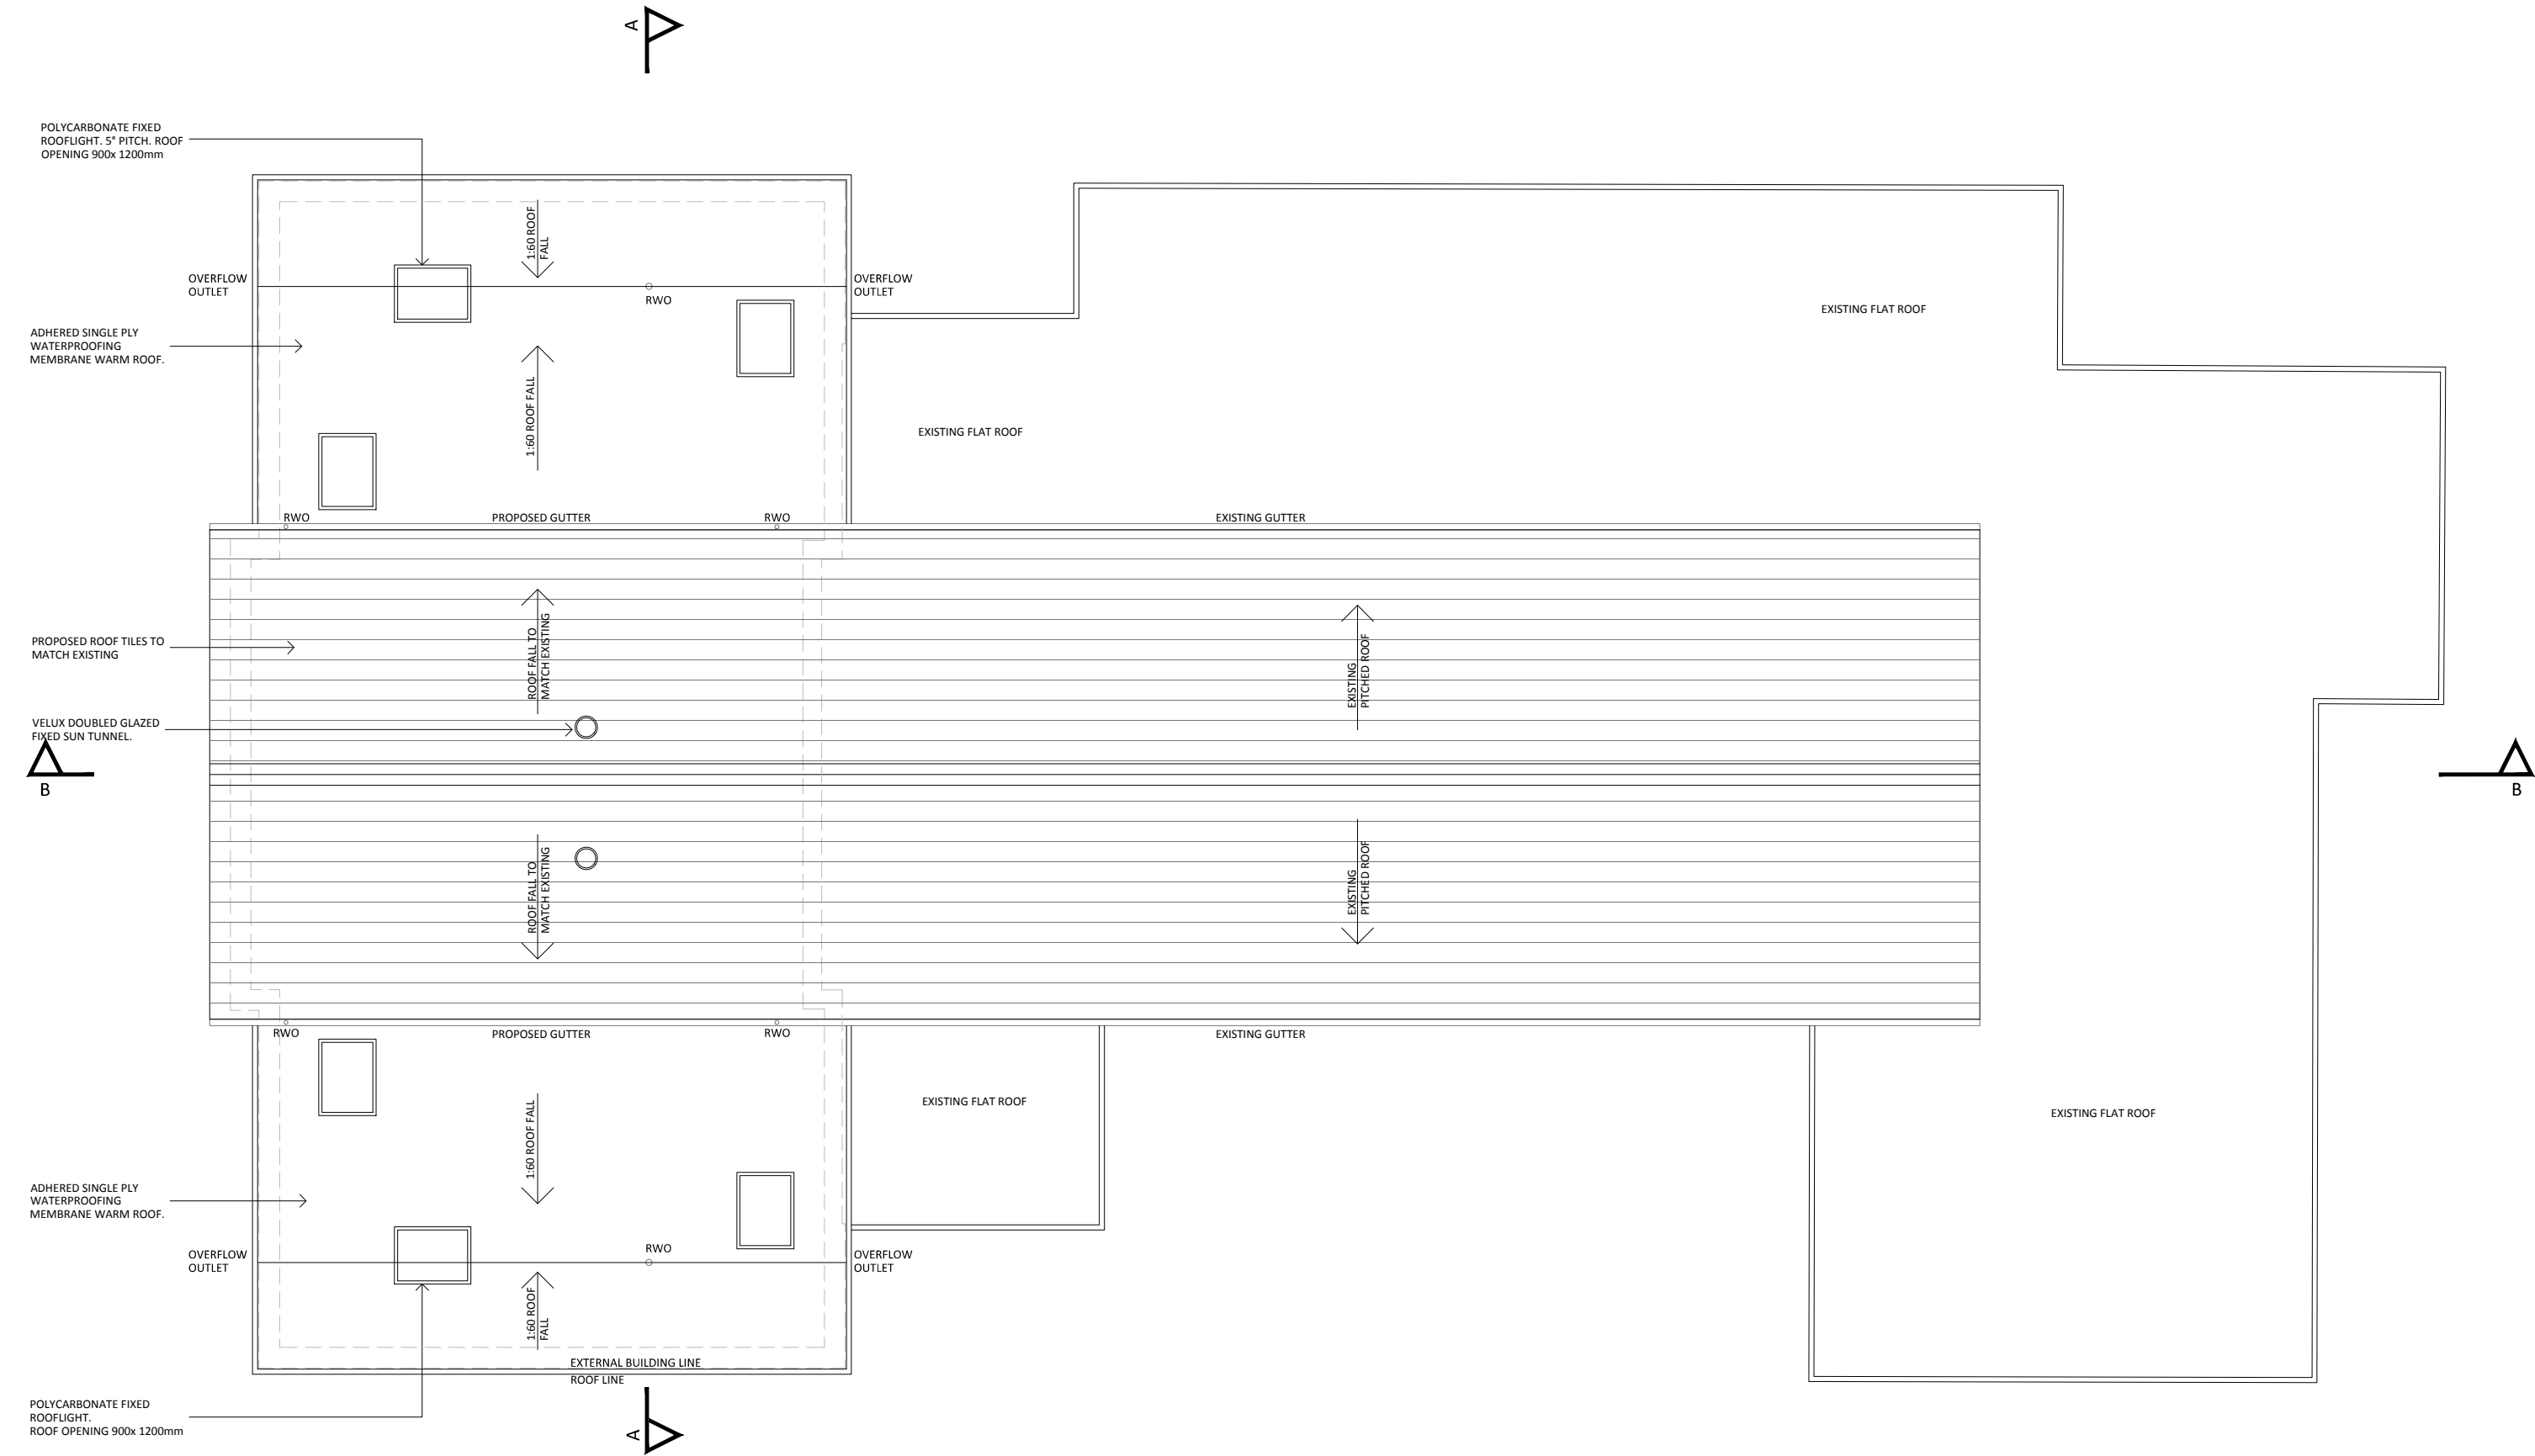 A
POLYCARBONATE FIXED
ROOFLIGHT. 5° PITCH. ROOF
OPENING 900x 1200mm
1:60 ROOF
FALL
OVERFLOW
OUTLET
OVERFLOW
OUTLET
RWO
EXISTING FLAT ROOF
ADHERED SINGLE PLY
WATERPROOFING
MEMBRANE WARM ROOF.
1:60 ROOF FALL
EXISTING FLAT ROOF
RWO
PROPOSED GUTTER
RWO
EXISTING GUTTER
PROPOSED ROOF TILES TO
MATCH EXISTING
ROOF FALL TO
MATCH EXISTING
EXISTING
PITCHED ROOF
VELUX DOUBLED GLAZED
FIXED SUN TUNNEL.
B
B
ROOF FALL TO
MATCH EXISTING
EXISTING
PITCHED ROOF
RWO
PROPOSED GUTTER
RWO
EXISTING GUTTER
EXISTING FLAT ROOF
EXISTING FLAT ROOF
1:60 ROOF FALL
ADHERED SINGLE PLY
WATERPROOFING
MEMBRANE WARM ROOF.
RWO
OVERFLOW
OUTLET
OVERFLOW
OUTLET
1:60 ROOF
FALL
EXTERNAL BUILDING LINE
ROOF LINE
POLYCARBONATE FIXED
ROOFLIGHT.
ROOF OPENING 900x 1200mm
A